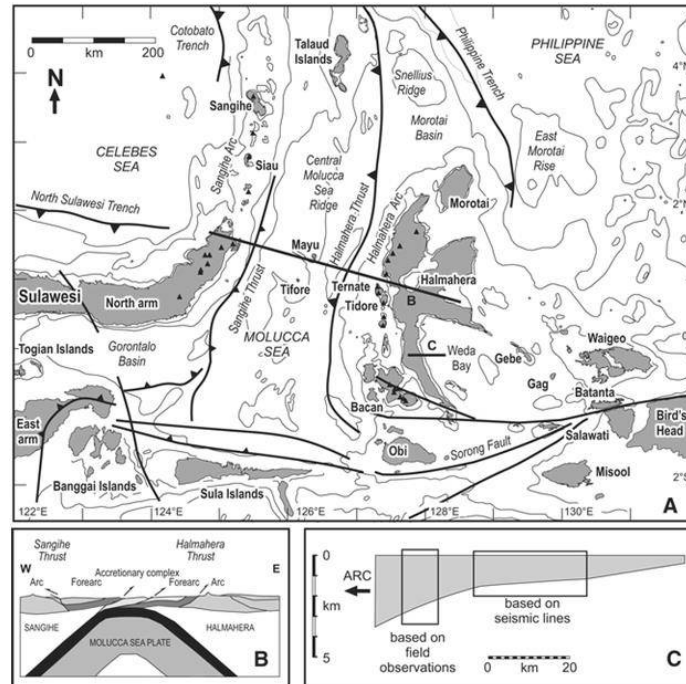 Cotobato
Trench
0 km 200
N
Talaud
Islands
Snellius
Ridge
Philippine Trench
PHILIPPINE
SEA
4°N
Sangihe
Morotai
Basin
East
Morotai
Rise
CELEBES
SEA
Sangihe Arc
Siau
Central
Molucca
Sea
Ridge
Halmahera Thrust
Halmahera Arc
Morotai
2°N
North Sulawesi Trench
Mayu
Halmahera
Ternate
Tidore
B
Sulawesi
North arm
Sangihe Thrust
Tifore
MOLUCCA
SEA
C
Weda
Bay
Gebe
Waigeo
Togian Islands
Gorontalo
Basin
Gag
Batanta
Bacan
East
arm
Bird's
Head
Salawati
Obi
Sorong Fault
Misool
Banggai Islands
Sula Islands
2°S
122°E
124°E
126°E
128°E
130°E
A
Sangihe
Thrust
Halmahera
Thrust
W
E
Accretionary complex
Arc
Forearc
Forearc
Arc
SANGIHE
HALMAHERA
MOLUCCA SEA PLATE
B
0
ARC
km
5
based on
field
observations
based on
seismic lines
0 km 20
C